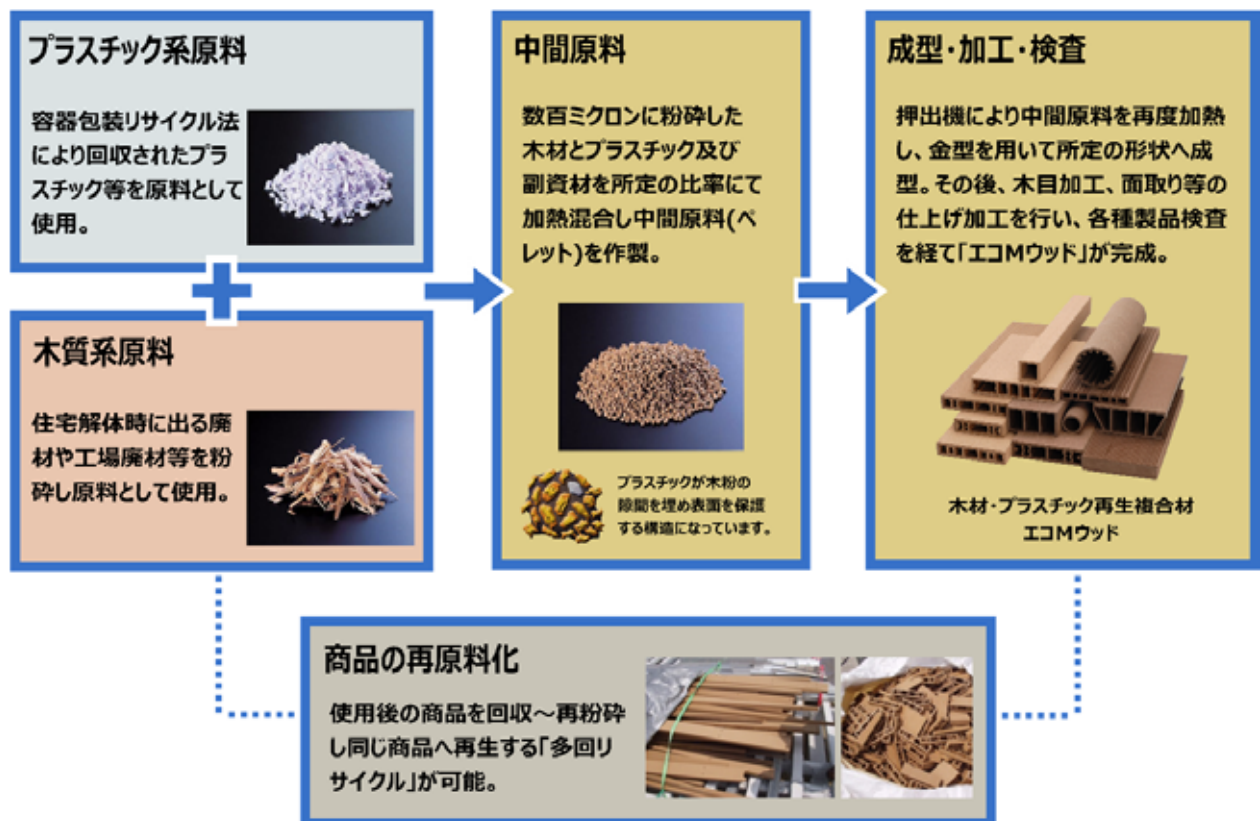 プラスチック系原料
容器包装リサイクル法
により回収されたプラ
スチック等を原料として
使用。
木質系原料
住宅解体時に出る廃
材や工場廃材等を粉
砕し原料として使用。
中間原料
数百ミクロンに粉砕した
木材とプラスチック及び
副資材を所定の比率にて
加熱混合し中間原料(ペ
レット)を作製。
プラスチックが木粉の
隙間を埋め表面を保護
する構造になっています。
成型・加工・検査
押出機により中間原料を再度加熱
し、金型を用いて所定の形状へ成
型。その後、木目加工、面取り等の
仕上げ加工を行い、各種製品検査
を経て「エコMウッド」が完成。
木材・プラスチック再生複合材
エコMウッド
商品の再原料化
使用後の商品を回収～再粉砕
し同じ商品へ再生する「多回リ
サイクル」が可能。